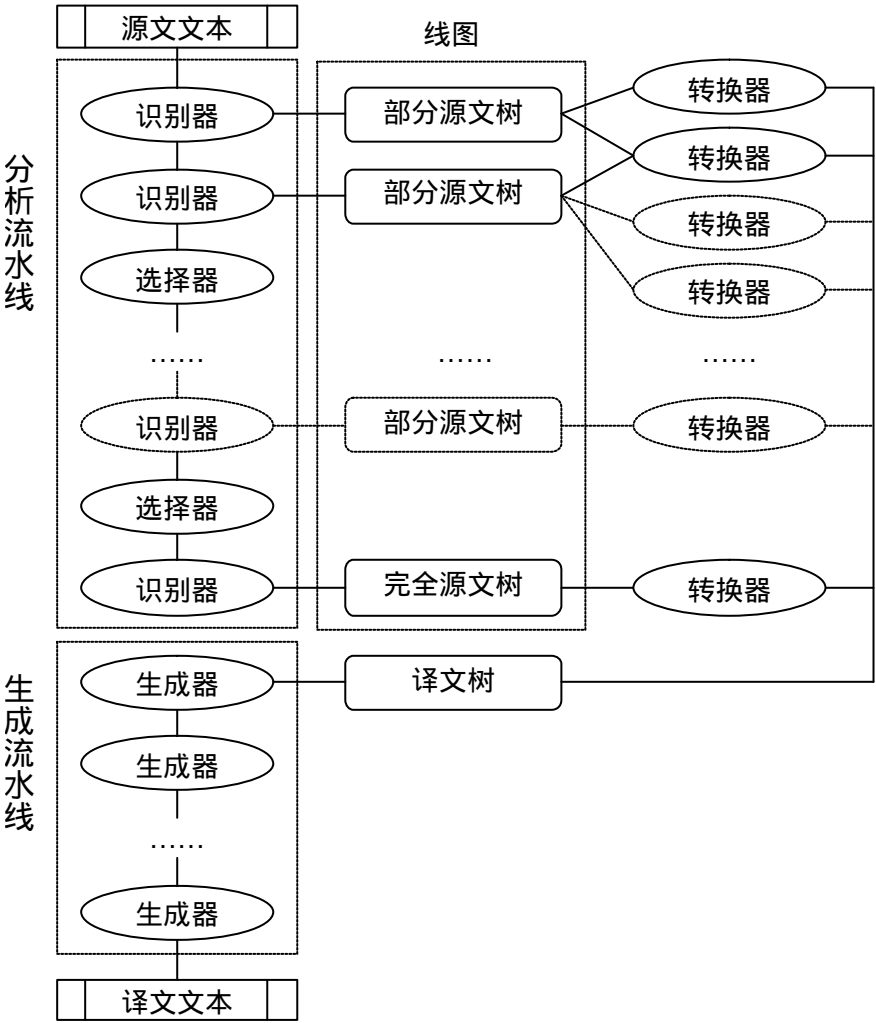 源文文本
线图
分析流水线
识别器
部分源文树
转换器
转换器
识别器
部分源文树
转换器
选择器
转换器
……
……
……
识别器
部分源文树
转换器
选择器
识别器
完全源文树
转换器
生成流水线
生成器
译文树
生成器
……
生成器
译文文本